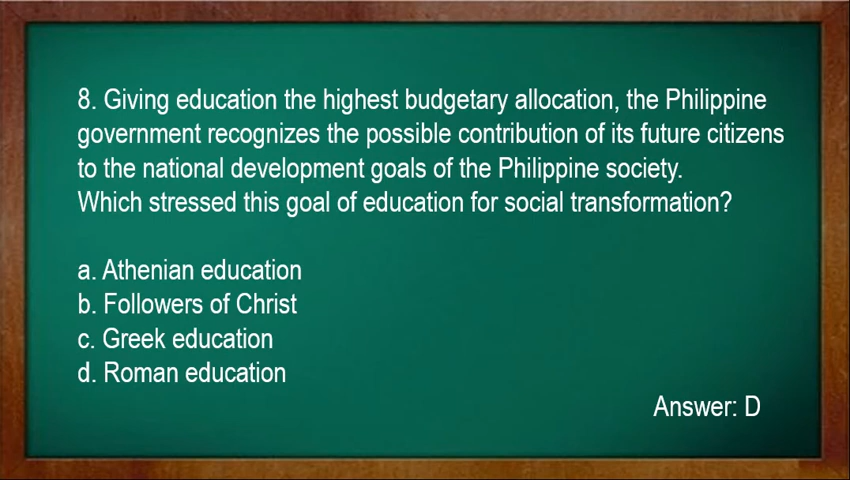 8. Giving education the highest budgetary allocation, the Philippine
government recognizes the possible contribution of its future citizens
to the national development goals of the Philippine society.
Which stressed this goal of education for social transformation?
a. Athenian education
b. Followers of Christ
c. Greek education
d. Roman education
Answer: D